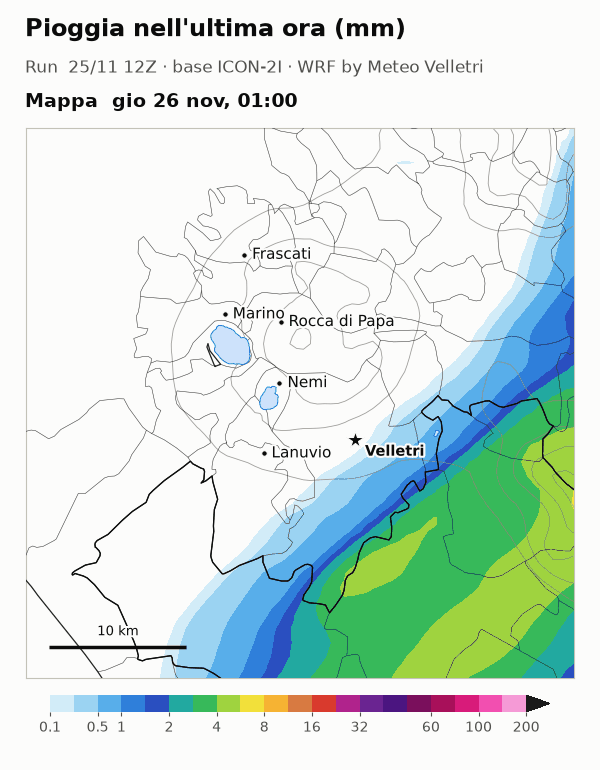 Pioggia nell'ultima ora (mm)
Run  25/11 12Z · base ICON-2I · WRF by Meteo Velletri
Mappa  gio 26 nov, 01:00
Frascati
Marino
Rocca di Papa
Nemi
Velletri
Lanuvio
10 km
0.1 0.5 1 2 4 8 16 32 60 100 200